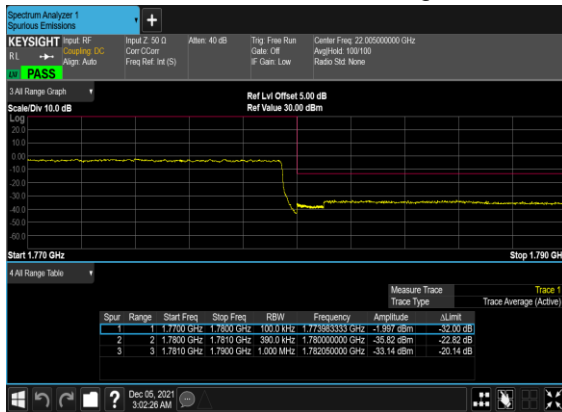 Spectrum Analyzer 1
Spurious Emissions
KEYSIGHT Input: RF Input Z: 50 Ω Atten: 40 dB Trig: Free Run Center Freq: 22.005000000 GHz
RL Coupling: DC Corr CCorr Gate: Off Avg|Hold: 100/100
Align: Auto Freq Ref: Int (S) IF Gain: Low Radio Std: None
PASS
3 All Range Graph Ref Lvl Offset 5.00 dB
Scale/Div 10.0 dB Ref Value 30.00 dBm
Log
20.0
10.0
0.00
-10.0
-20.0
-30.0
-40.0
-50.0
-60.0
Start 1.770 GHz Stop 1.790 GH
4 All Range Table
Measure Trace Trace 1
Trace Type Trace Average (Active)
Spur Range Start Freq Stop Freq RBW Frequency Amplitude ΔLimit
1 1 1.7700 GHz 1.7800 GHz 100.0 kHz 1.773983333 GHz -1.997 dBm -32.00 dB
2 2 1.7800 GHz 1.7810 GHz 390.0 kHz 1.780000000 GHz -35.82 dBm -22.82 dB
3 3 1.7810 GHz 1.7900 GHz 1.000 MHz 1.782050000 GHz -33.14 dBm -20.14 dB
? Dec 05, 2021
3:02:26 AM